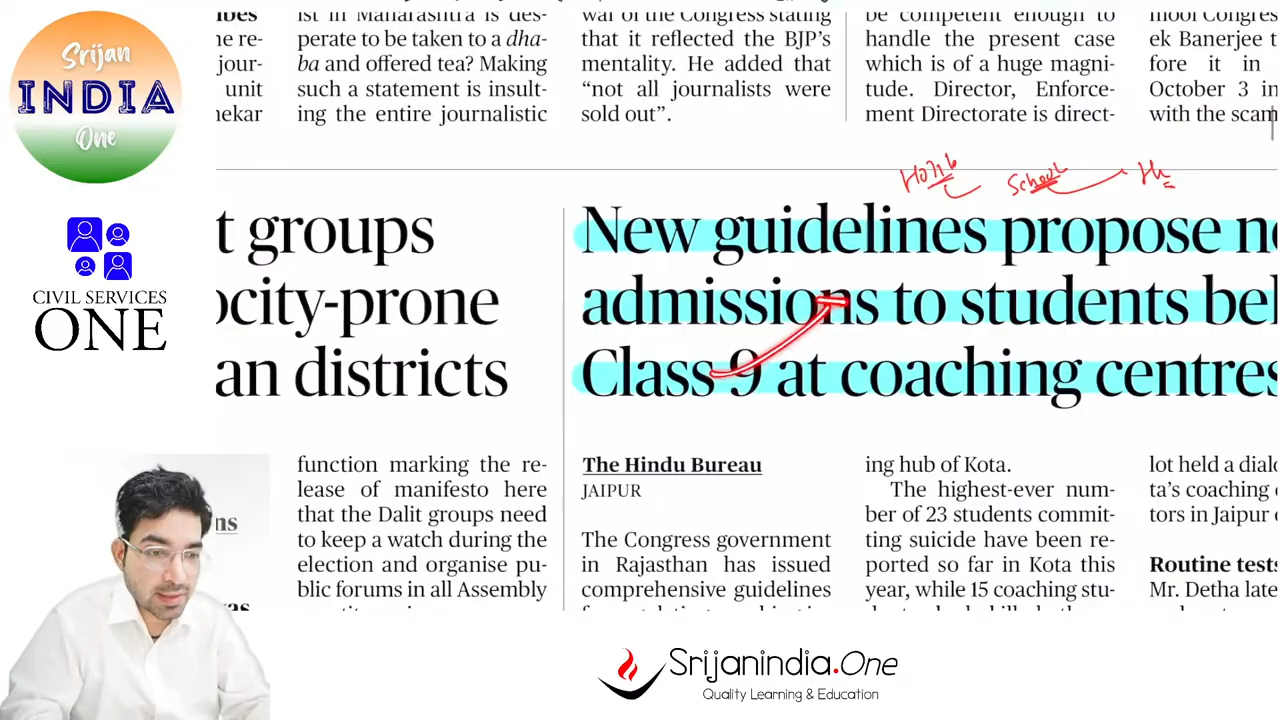 Srijan
INDIA
One
CIVIL SERVICES
ONE
he re-
jour-
unit
nekar
ist in Maharashtra is des-
perate to be taken to a dha-
ba and offered tea? Making
such a statement is insult-
ing the entire journalistic
war of the Congress stating
that it reflected the BJP’s
mentality. He added that
“not all journalists were
sold out”.
be competent enough to
handle the present case
which is of a huge magni-
tude. Director, Enforce-
ment Directorate is direct-
mool Congres
ek Banerjee t
fore it in
October 3 in
with the scam
School
t groups
ocity-prone
an districts
New guidelines propose no
admissions to students bel
Class 9 at coaching centres
function marking the re-
lease of manifesto here
that the Dalit groups need
to keep a watch during the
election and organise pu-
blic forums in all Assembly
The Hindu Bureau
JAIPUR
The Congress government
in Rajasthan has issued
comprehensive guidelines
ing hub of Kota.
The highest-ever num-
ber of 23 students commit-
ting suicide have been re-
ported so far in Kota this
year, while 15 coaching stu-
lot held a dialo
ta’s coaching
tors in Jaipur
Routine tests
Mr. Detha late
Srijanindia.One
Quality Learning & Education